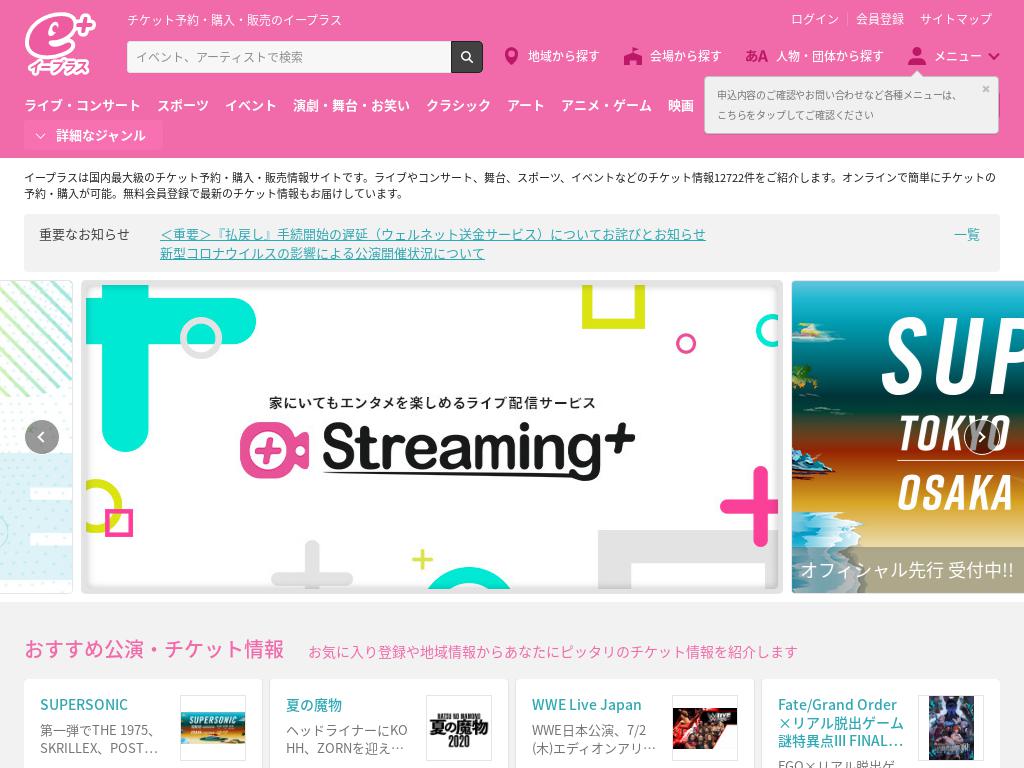 チケット予約・購入・販売のイープラス
ログイン
会員登録
サイトマップ
e+
イープラス
イベント、アーティストで検索
地域から探す
会場から探す
あA 人物・団体から探す
メニュー
ライブ・コンサート スポーツ イベント 演劇・舞台・お笑い クラシック アート アニメ・ゲーム 映画
申込内容のご確認やお問い合わせなど各種メニューは、
こちらをタップしてご確認ください
詳細なジャンル
イープラスは国内最大級のチケット予約・購入・販売情報サイトです。ライブやコンサート、舞台、スポーツ、イベントなどのチケット情報12722件をご紹介します。オンラインで簡単にチケットの
予約・購入が可能。無料会員登録で最新のチケット情報もお届けしています。
重要なお知らせ
＜重要＞『払戻し』手続開始の遅延（ウェルネット送金サービス）についてお詫びとお知らせ
一覧
新型コロナウイルスの影響による公演開催状況について
家にいてもエンタメを楽しめるライブ配信サービス
Streaming+
SUP
TOKYO
OSAKA
オフィシャル先行 受付中!!
おすすめ公演・チケット情報
お気に入り登録や地域情報からあなたにピッタリのチケット情報を紹介します
SUPERSONIC
第一弾でTHE 1975、
SKRILLEX、POST…
SUPERSONIC
夏の魔物
ヘッドライナーにKO
HH、ZORNを迎え…
夏の魔物
2020
WWE Live Japan
WWE日本公演、7/2
(木)エディオンアリ…
Fate/Grand Order
×リアル脱出ゲーム
謎特異点Ⅲ FINAL…
FGO×リアル脱出ゲ